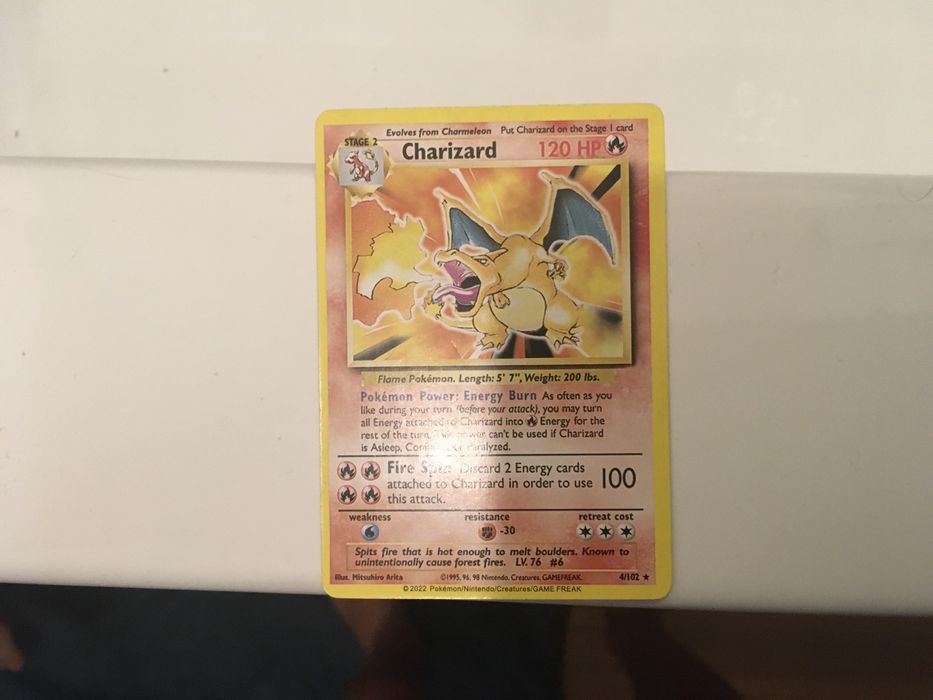 Evolves from Charmeleon Put Charizard on the Stage 1 card
STAGE 2
Charizard 120 HP
Flame Pokémon. Length: 5' 7", Weight: 200 lbs.
Pokémon Power: Energy Burn As often as you
like during your turn (before your attack), you may turn
all Energy attached to Charizard into Energy for the
rest of the turn. This power can't be used if Charizard
is Asleep, Confused, or Paralyzed.
Fire Spin Discard 2 Energy cards
attached to Charizard in order to use 100
this attack.
weakness resistance retreat cost
-30
Spits fire that is hot enough to melt boulders. Known to
unintentionally cause forest fires. LV. 76 #6
Illus. Mitsuhiro Arita ©1995, 96, 98 Nintendo, Creatures, GAMEFREAK. 4/102 ★
© 2022 Pokémon/Nintendo/Creatures/GAME FREAK